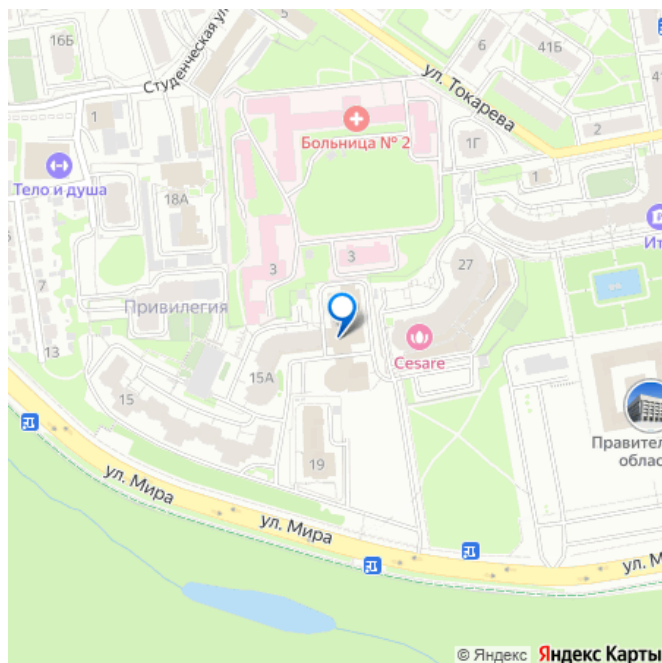 16Б
Студенческая ул
5
6
41Б
ул. Токарева
1
Больница № 2
1Г
2
Тело и душа
18А
1
3
3
27
7
Привилегия
13
Cesare
15А
15
19
Правител
облас
ул. Мира
ул. Мира
ул. М
© Яндекс Яндекс Карты